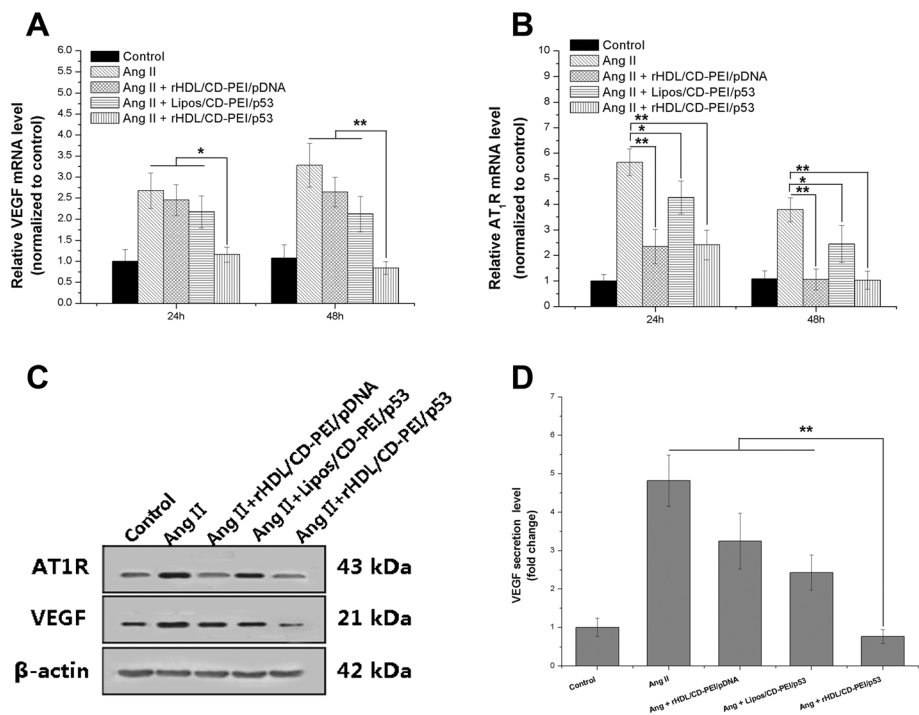 A
Relative VEGF mRNA level
(normalized to control)
6.0
5.5
5.0
4.5
4.0
3.5
3.0
2.5
2.0
1.5
1.0
0.5
0.0
Control
Ang II
Ang II + rHDL/CD-PEI/pDNA
Ang II + Lipos/CD-PEI/p53
Ang II + rHDL/CD-PEI/p53
*
**
24h
48h
B
Relative AT₁R mRNA level
(normalized to control)
10
9
8
7
6
5
4
3
2
1
0
Control
Ang II
Ang II + rHDL/CD-PEI/pDNA
Ang II + Lipos/CD-PEI/p53
Ang II + rHDL/CD-PEI/p53
**
*
**
**
*
**
24h
48h
C
Control
Ang II
Ang II+rHDL/CD-PEI/pDNA
Ang II+Lipos/CD-PEI/p53
Ang II+rHDL/CD-PEI/p53
AT1R 43 kDa
VEGF 21 kDa
β-actin 42 kDa
D
VEGF secretion level
(fold change)
7
6
5
4
3
2
1
0
**
Control
Ang II
Ang + rHDL/CD-PEI/pDNA
Ang + Lipos/CD-PEI/p53
Ang + rHDL/CD-PEI/p53